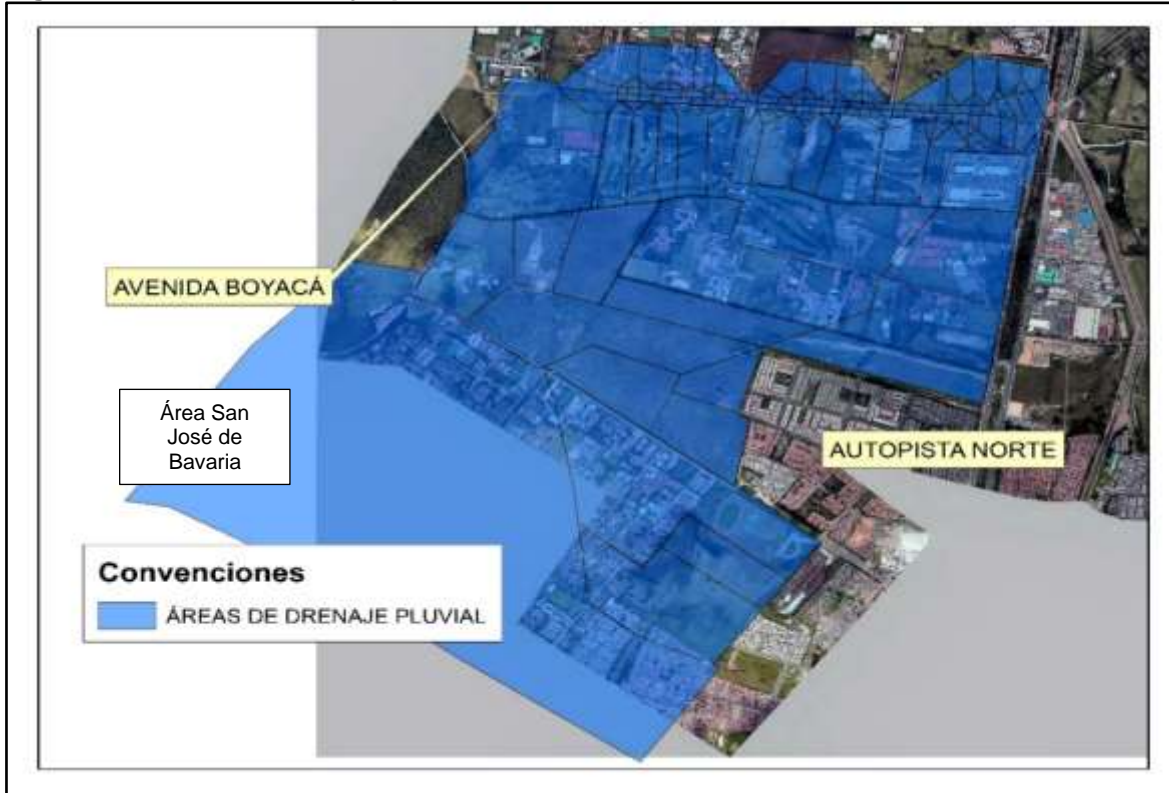 AVENIDA BOYACÁ
Área San
José de
Bavaria
AUTOPISTA NORTE
Convenciones
ÁREAS DE DRENAJE PLUVIAL